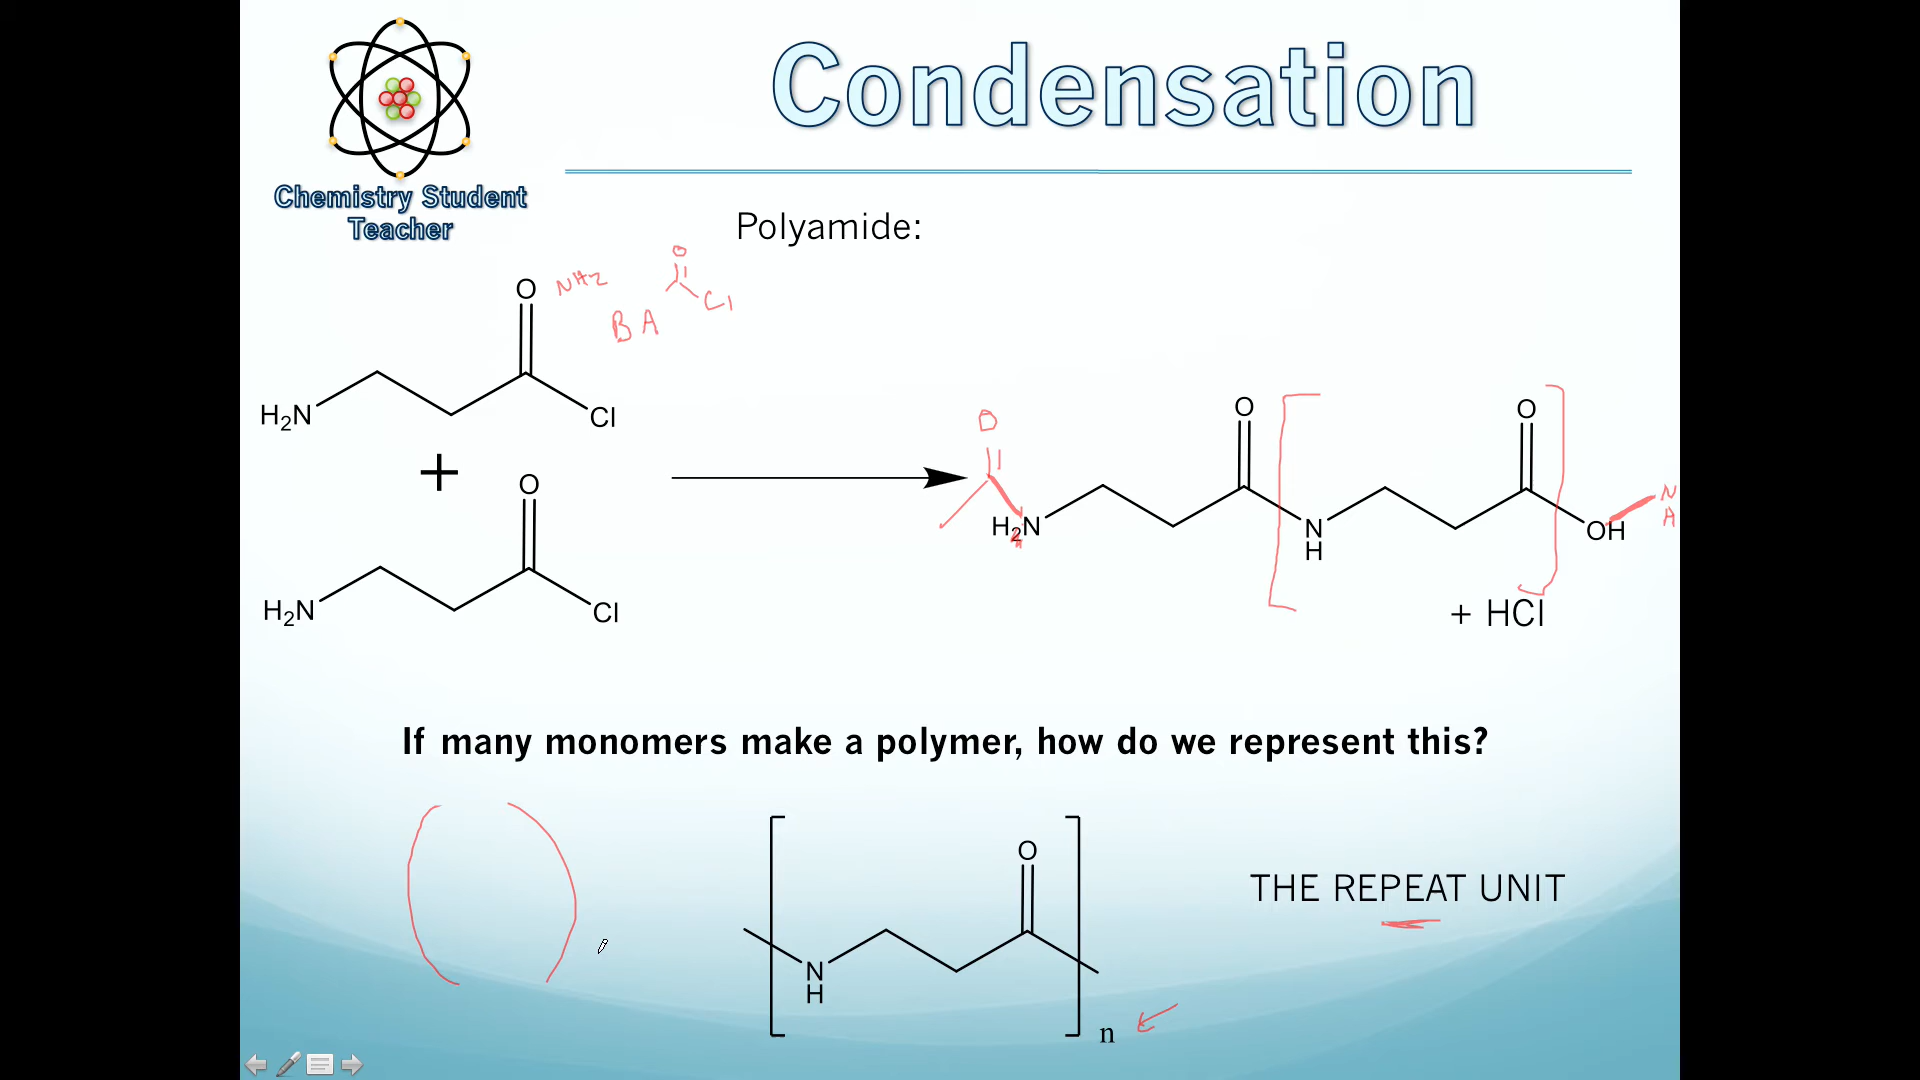 Condensation
Chemistry Student
Teacher
Polyamide:
O
NH2
O
Cl
B A
H2N
Cl
+
O
H2N
Cl
O
H2N
O
N
H
O
OH
N
A
+ HCl
If many monomers make a polymer, how do we represent this?
O
N
H
n
THE REPEAT UNIT